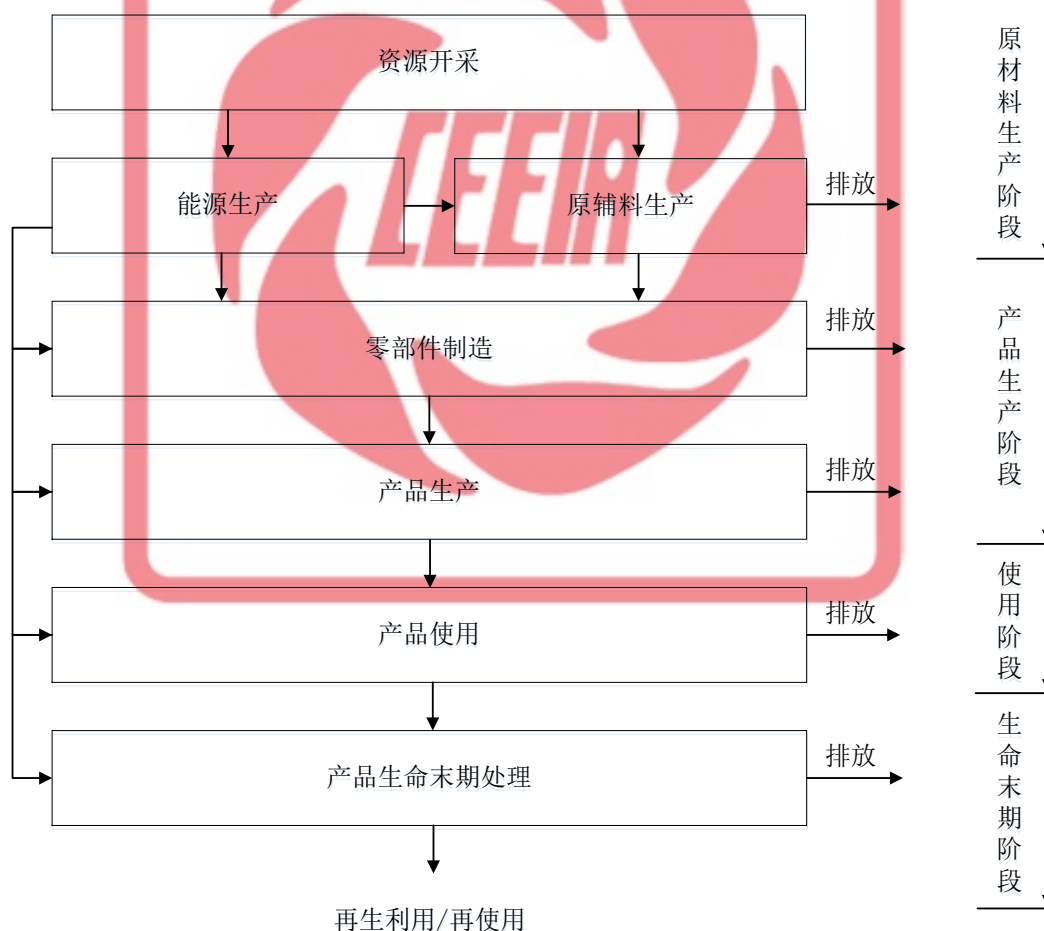 资源开采
CEEIA
能源生产
原辅料生产
排放
零部件制造
排放
产品生产
排放
产品使用
排放
产品生命末期处理
排放
再生利用/再使用
原材料生产阶段
产品生产阶段
使用阶段
生命末期阶段